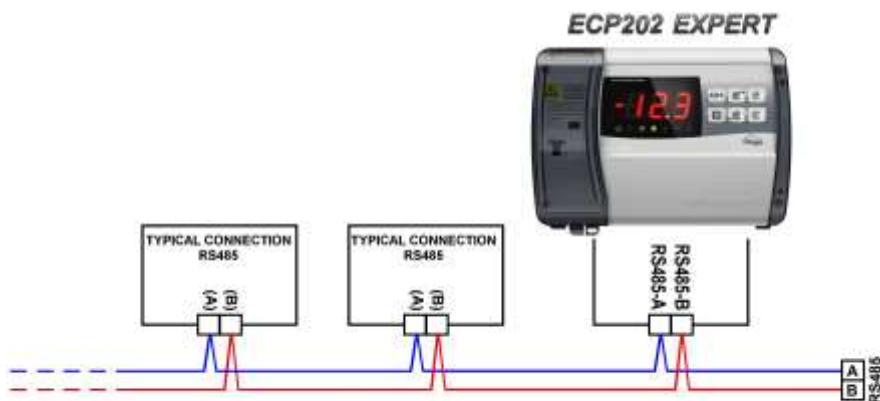 ECP202 EXPERT
-12.3
TYPICAL CONNECTION
RS485
(A)
(B)
TYPICAL CONNECTION
RS485
(A)
(B)
RS485-A
RS485-B
A
B
RS485